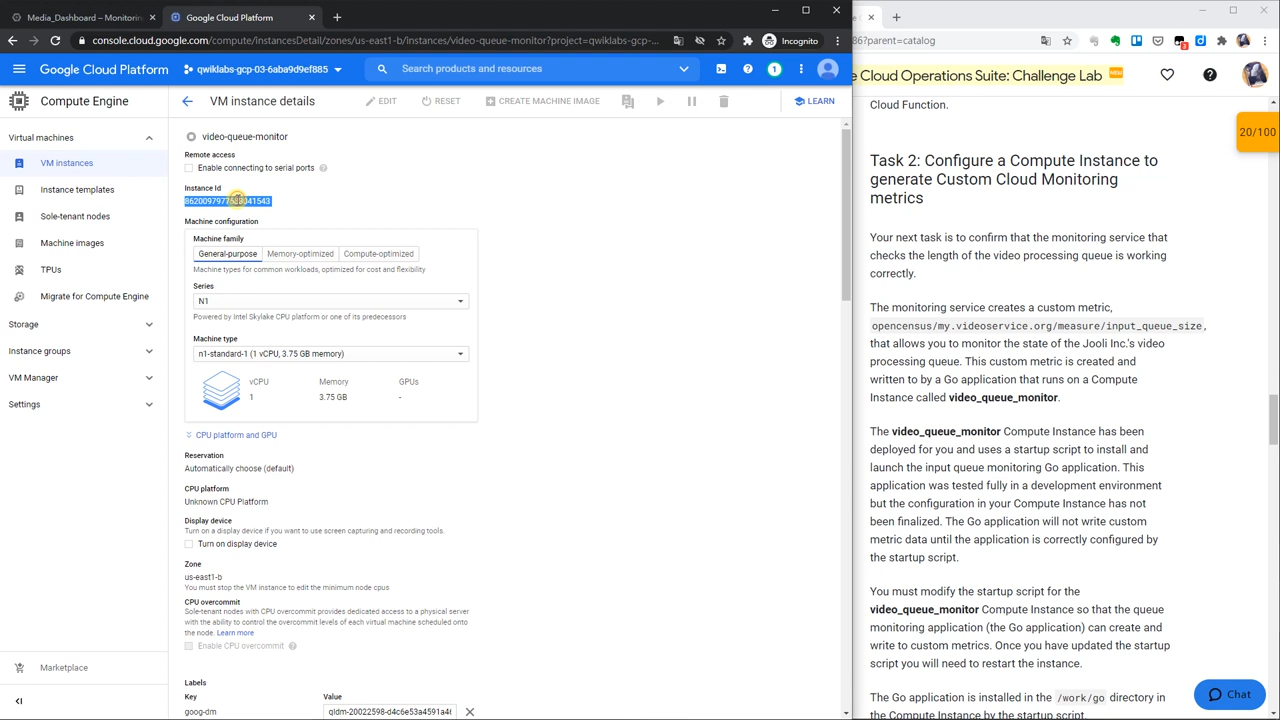 Media_Dashboard – Monitorin
Google Cloud Platform
console.cloud.google.com/compute/instancesDetail/zones/us-east1-b/instances/video-queue-monitor?project=qwiklabs-gcp-03-6aba9d9ef885&pro...
Incognito
86?parent=catalog
3
Google Cloud Platform
qwiklabs-gcp-03-6aba9d9ef885
Search products and resources
1
e Cloud Operations Suite: Challenge Lab
New
Compute Engine
VM instance details
EDIT
RESET
CREATE MACHINE IMAGE
LEARN
Virtual machines
VM instances
Instance templates
Sole-tenant nodes
Machine images
TPUs
Migrate for Compute Engine
Storage
Instance groups
VM Manager
Settings
Marketplace
video-queue-monitor
Remote access
Enable connecting to serial ports
Instance Id
Machine configuration
Machine family
General-purpose
Memory-optimized
Compute-optimized
Machine types for common workloads, optimized for cost and flexibility
Series
N1
Powered by Intel Skylake CPU platform or one of its predecessors
Machine type
n1-standard-1 (1 vCPU, 3.75 GB memory)
vCPU
Memory
GPUs
1
3.75 GB
-
CPU platform and GPU
Reservation
Automatically choose (default)
CPU platform
Unknown CPU Platform
Display device
Turn on a display device if you want to use screen capturing and recording tools.
Turn on display device
Zone
us-east1-b
You must stop the VM instance to edit the minimum node cpus
CPU overcommit
Sole-tenant nodes with CPU overcommit provides dedicated access to a physical server
with the ability to control the overcommit levels of each virtual machine scheduled onto
the node. Learn more
Enable CPU overcommit
Labels
Key
Value
goog-dm
qldm-20022598-d4c6e53a4591a4
Cloud Function.
20/100
Task 2: Configure a Compute Instance to
generate Custom Cloud Monitoring
metrics
Your next task is to confirm that the monitoring service that
checks the length of the video processing queue is working
correctly.
The monitoring service creates a custom metric,
opencensus/my.videoservice.org/measure/input_queue_size,
that allows you to monitor the state of the Jooli Inc.'s video
processing queue. This custom metric is created and
written to by a Go application that runs on a Compute
Instance called video_queue_monitor.
The video_queue_monitor Compute Instance has been
deployed for you and uses a startup script to install and
launch the input queue monitoring Go application. This
application was tested fully in a development environment
but the configuration in your Compute Instance has not
been finalized. The Go application will not write custom
metric data until the application is correctly configured by
the startup script.
You must modify the startup script for the
video_queue_monitor Compute Instance so that the queue
monitoring application (the Go application) can create and
write to custom metrics. Once you have updated the startup
script you will need to restart the instance.
The Go application is installed in the /work/go directory in
the Compute Instance by the startup script.
Chat